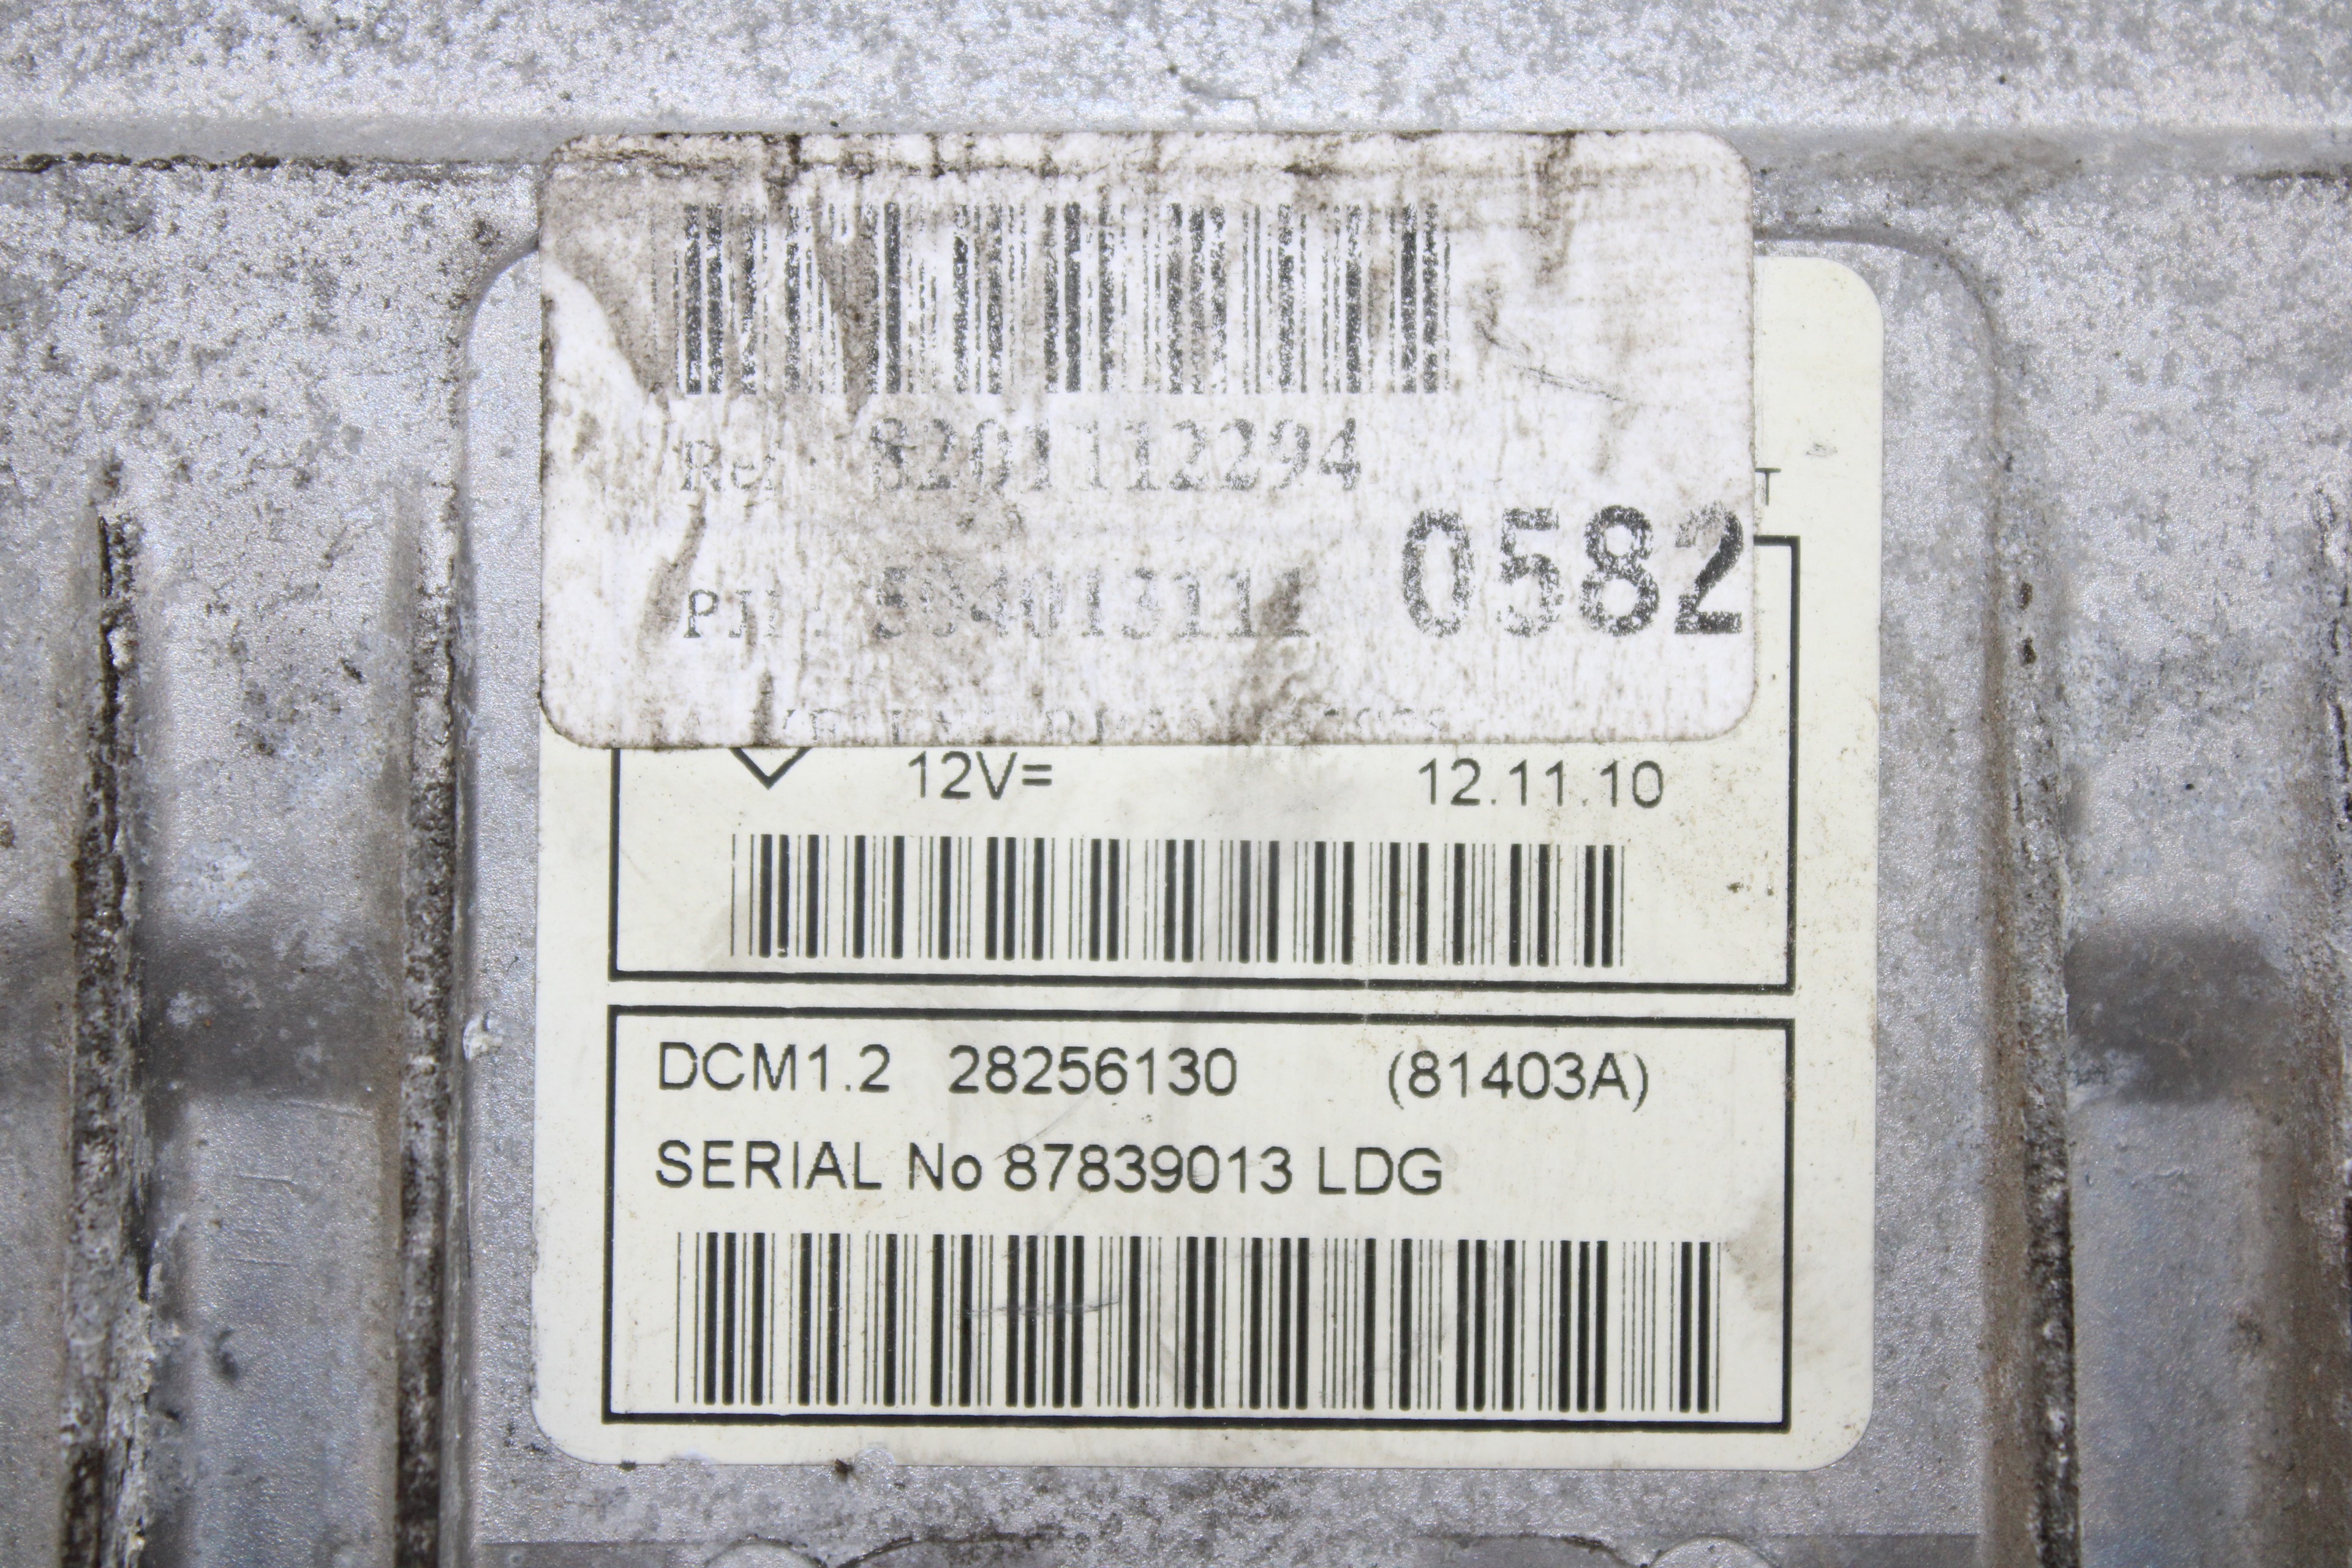 Ref: 8201112294
0582
12V= 12.11.10
DCM1.2 28256130 (81403A)
SERIAL No 87839013 LDG